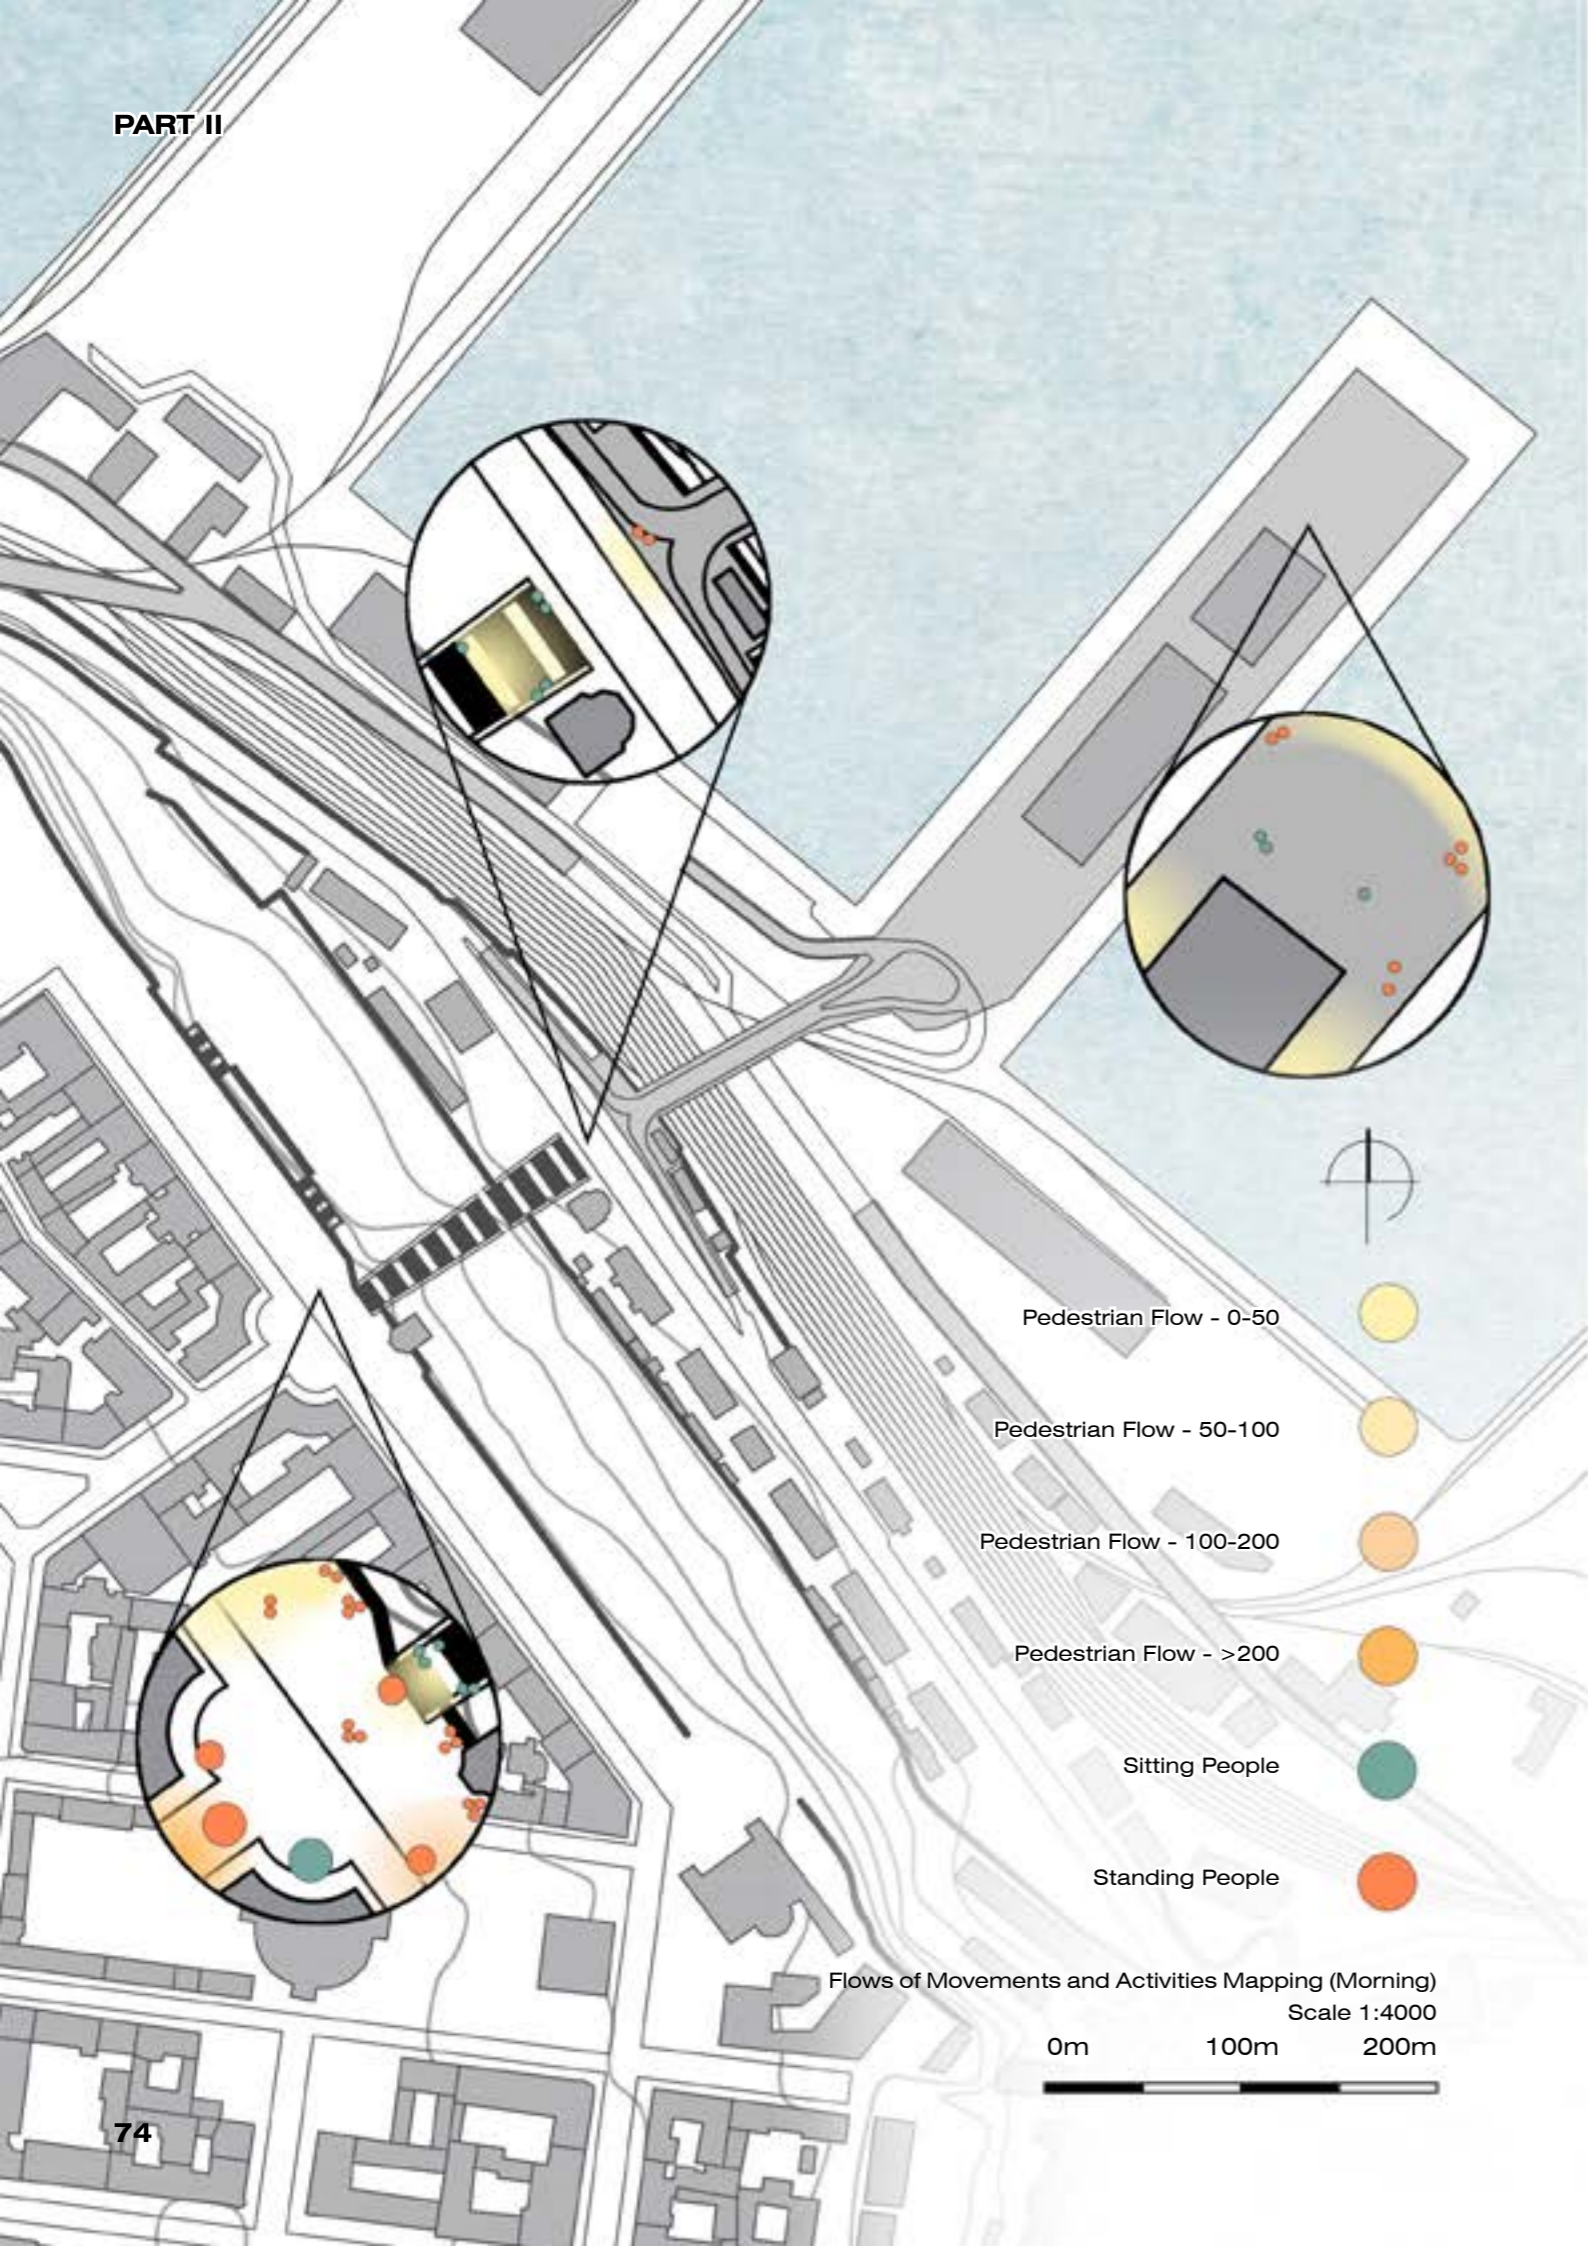 PART II
Pedestrian Flow - 0-50
Pedestrian Flow - 50-100
Pedestrian Flow - 100-200
Pedestrian Flow - >200
Sitting People
Standing People
Flows of Movements and Activities Mapping (Morning)
Scale 1:4000
0m 100m 200m
74